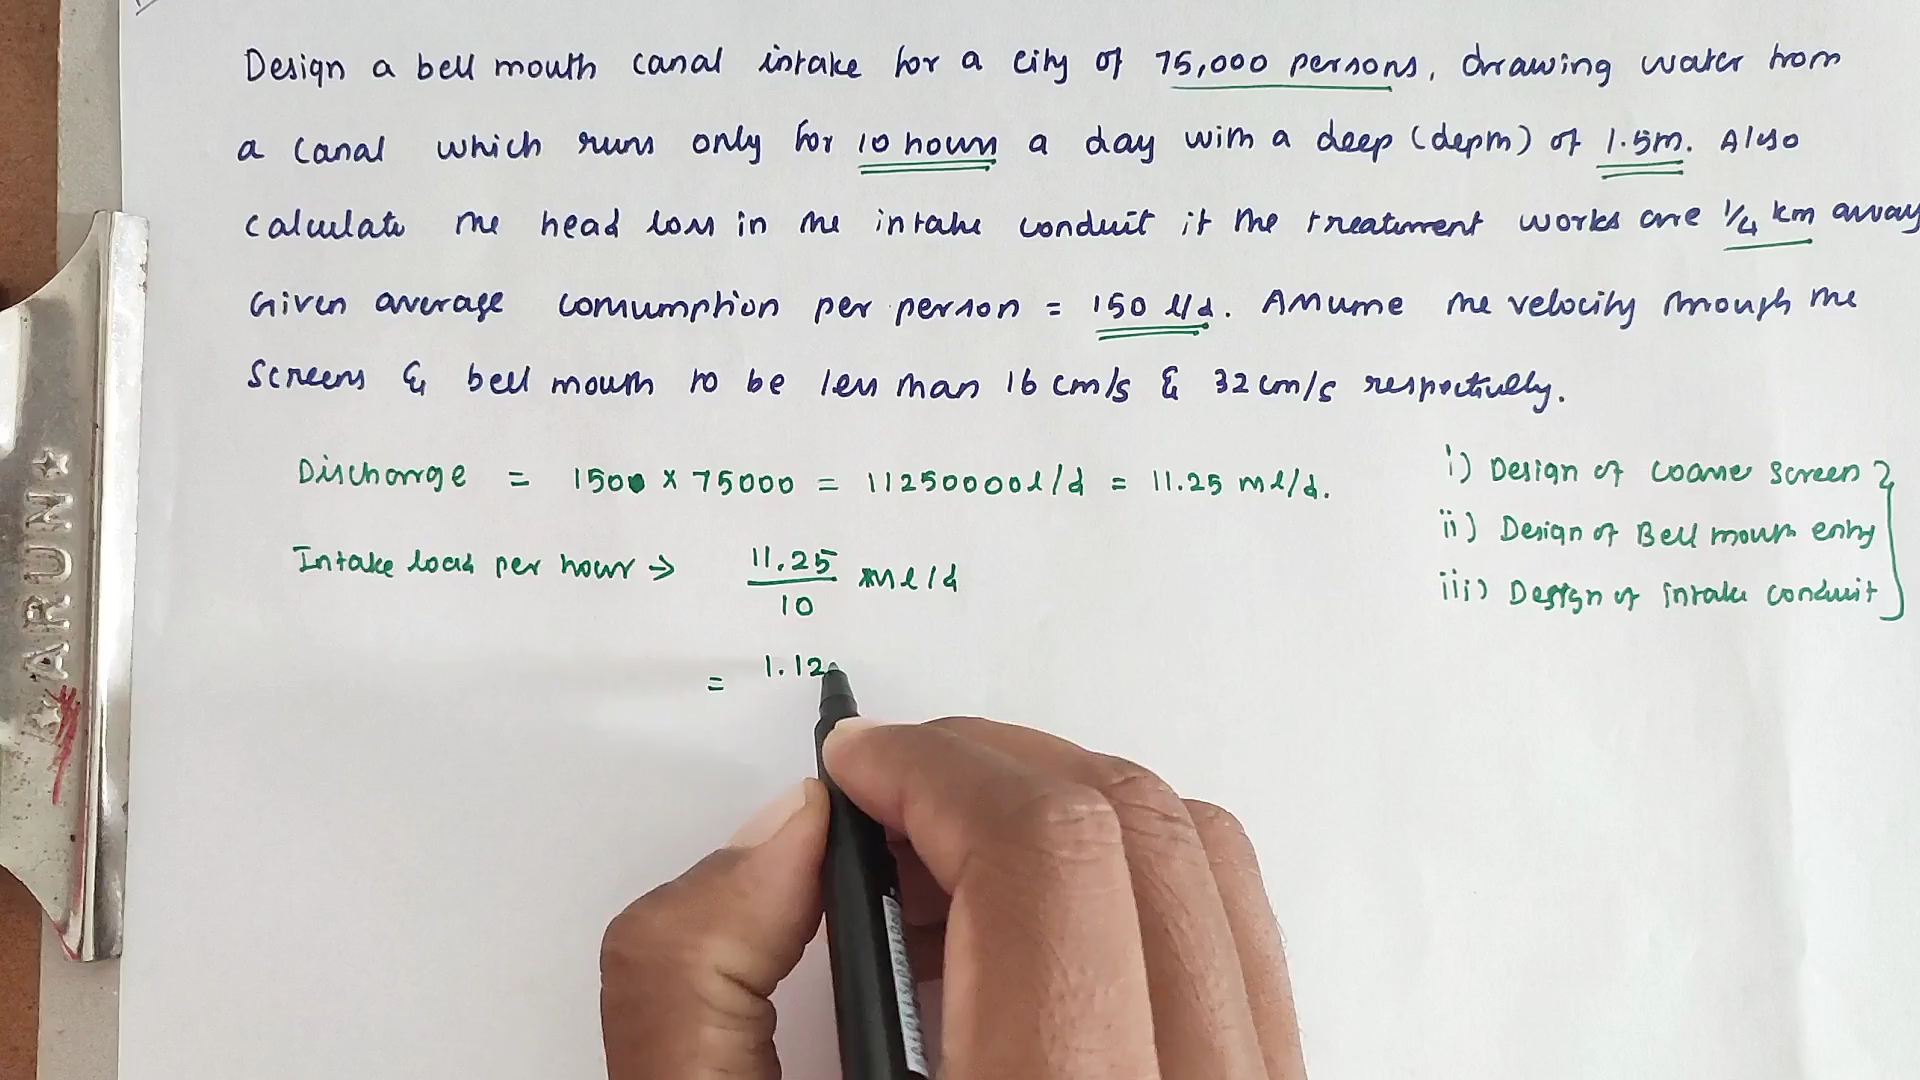 Design a bell mouth canal intake for a city of 75,000 persons, drawing water from
a canal which runs only for 10 hours a day with a deep (depth) of 1.5m. Also
calculate the head loss in the intake conduit if the treatment works are 1/4 km away
Given average consumption per person = 150 l/d. Assume the velocity through the
screens & bell mouth to be less than 16 cm/s & 32 cm/s respectively.
Discharge = 1500 x 75000 = 11250000 l/d = 11.25 ml/d.
i) Design of coarse screen
ii) Design of Bell mouth entry
iii) Design of intake conduit
Intake load per hour → 11.25/10 ml/d
= 1.12
ARUN